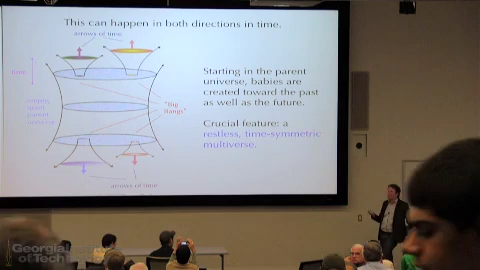 This can happen in both directions in time.
arrows of time
time
"Big
Bangs"
arrows of time
Starting in the parent
universe, babies are
created toward the past
as well as the future.
Crucial feature: a
restless, time-symmetric
multiverse.
Georgia
of Tech